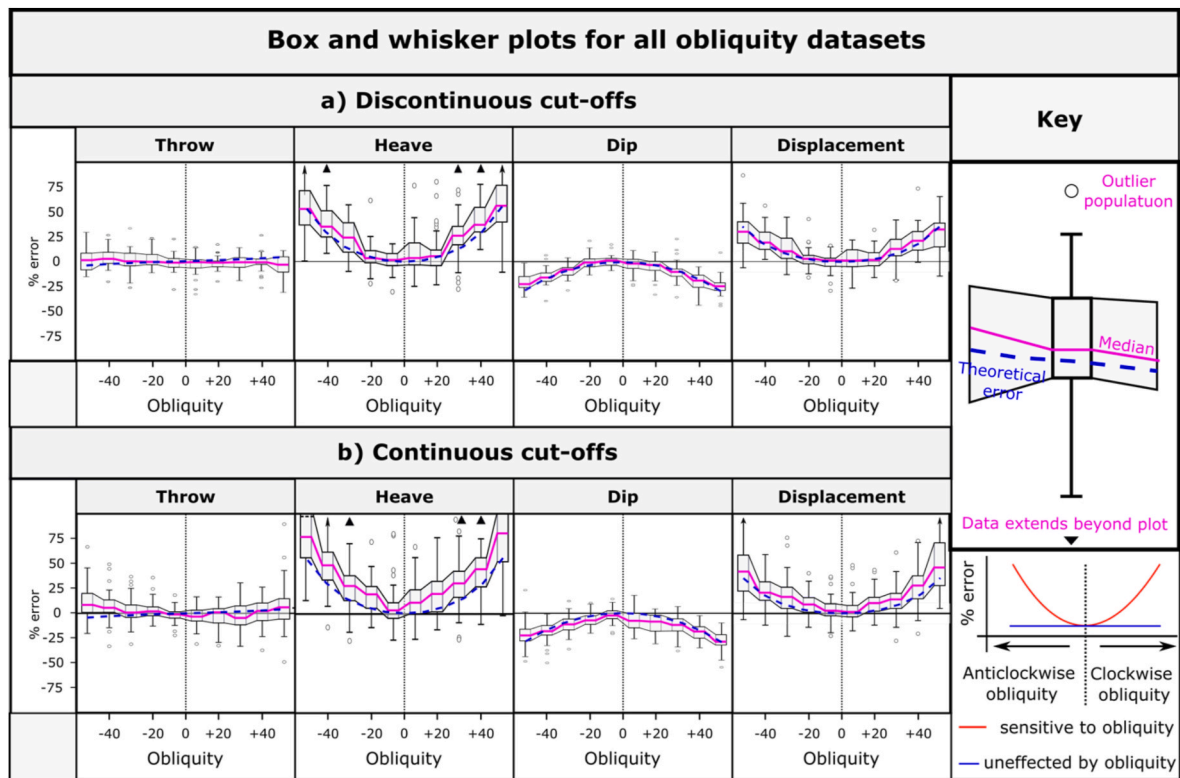 Box and whisker plots for all obliquity datasets
a) Discontinuous cut-offs
Throw
Heave
Dip
Displacement
% error
75
50
25
0
-25
-50
-75
-40 -20 0 +20 +40
-40 -20 0 +20 +40
-40 -20 0 +20 +40
-40 -20 0 +20 +40
Obliquity
Obliquity
Obliquity
Obliquity
b) Continuous cut-offs
Throw
Heave
Dip
Displacement
% error
75
50
25
0
-25
-50
-75
-40 -20 0 +20 +40
-40 -20 0 +20 +40
-40 -20 0 +20 +40
-40 -20 0 +20 +40
Obliquity
Obliquity
Obliquity
Obliquity
Key
Outlier
populatuon
Median
Theoretical
error
Data extends beyond plot
% error
Anticlockwise
obliquity
Clockwise
obliquity
sensitive to obliquity
uneffected by obliquity